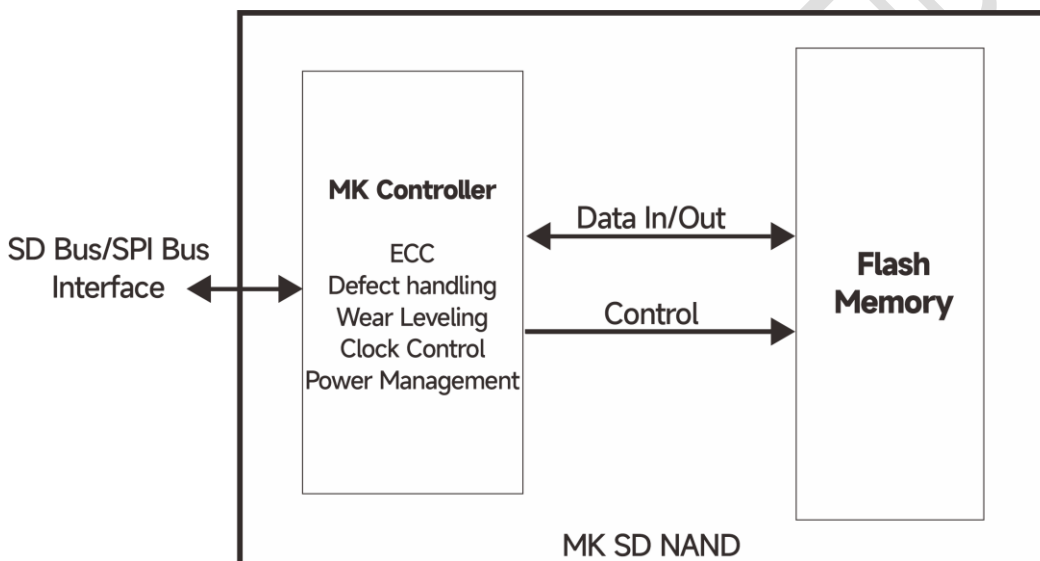 SD Bus/SPI Bus
Interface
MK Controller
ECC
Defect handling
Wear Leveling
Clock Control
Power Management
Data In/Out
Control
Flash
Memory
MK SD NAND